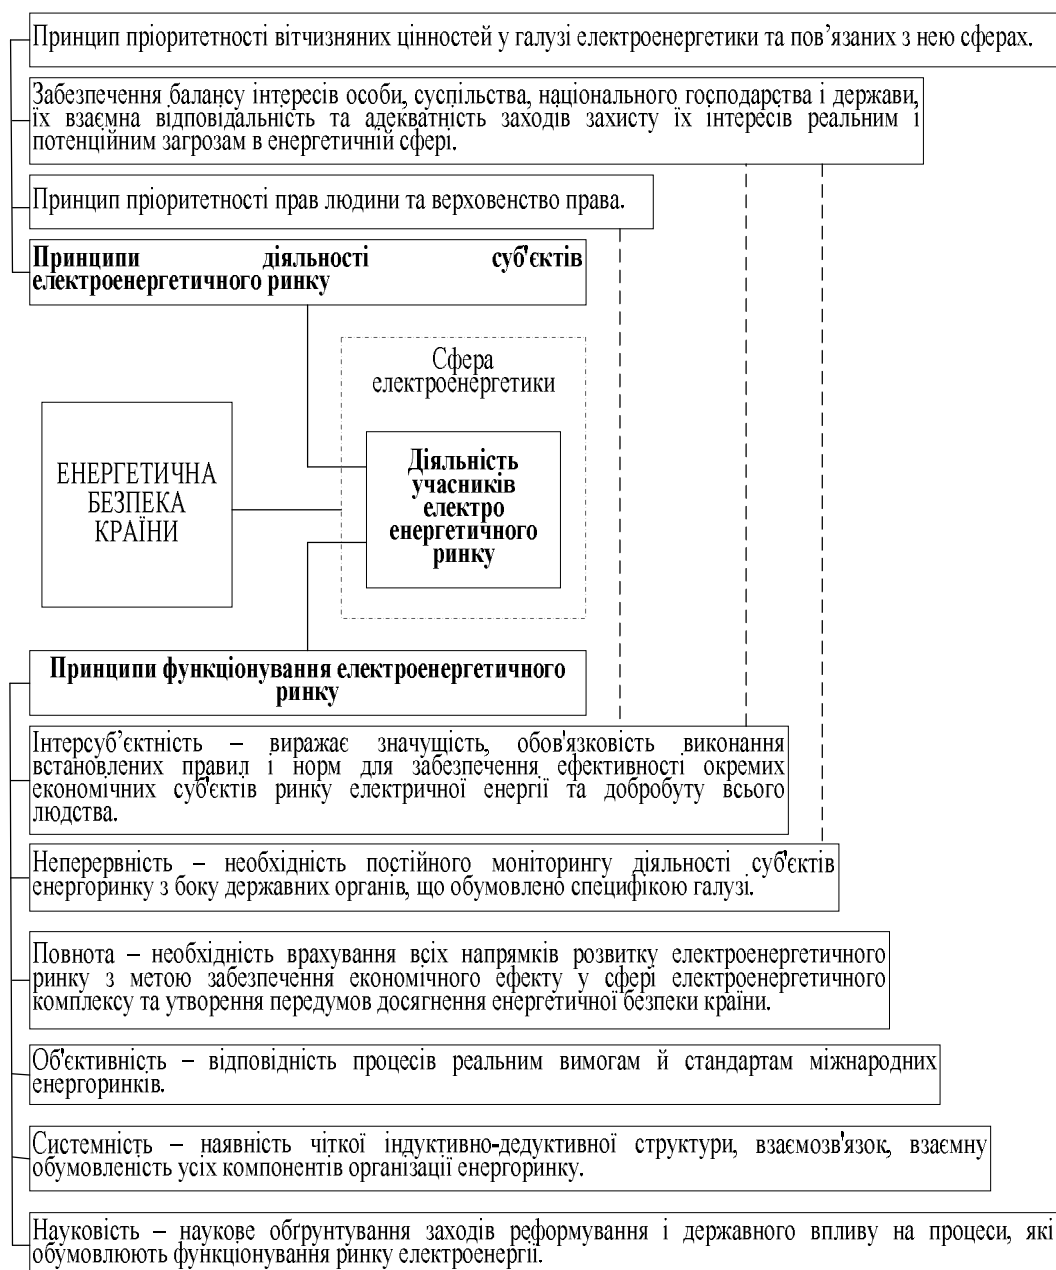 Принцип пріоритетності вітчизняних цінностей у галузі електроенергетики та пов’язаних з нею сферах.
Забезпечення балансу інтересів особи, суспільства, національного господарства і держави,
їх взаємна відповідальність та адекватність заходів захисту їх інтересів реальним і
потенційним загрозам в енергетичній сфері.
Принцип пріоритетності прав людини та верховенство права.
Принципи діяльності суб'єктів
електроенергетичного ринку
Сфера
електроенергетики
ЕНЕРГЕТИЧНА
БЕЗПЕКА
КРАЇНИ
Діяльність
учасників
електро
енергетичного
ринку
Принципи функціонування електроенергетичного
ринку
Інтерсуб’єктність – виражає значущість, обов'язковість виконання
встановлених правил і норм для забезпечення ефективності окремих
економічних суб'єктів ринку електричної енергії та добробуту всього
людства.
Неперервність – необхідність постійного моніторингу діяльності суб'єктів
енергоринку з боку державних органів, що обумовлено специфікою галузі.
Повнота – необхідність врахування всіх напрямків розвитку електроенергетичного
ринку з метою забезпечення економічного ефекту у сфері електроенергетичного
комплексу та утворення передумов досягнення енергетичної безпеки країни.
Об'єктивність – відповідність процесів реальним вимогам й стандартам міжнародних
енергоринків.
Системність – наявність чіткої індуктивно-дедуктивної структури, взаємозв'язок, взаємну
обумовленість усіх компонентів організації енергоринку.
Науковість – наукове обґрунтування заходів реформування і державного впливу на процеси, які
обумовлюють функціонування ринку електроенергії.